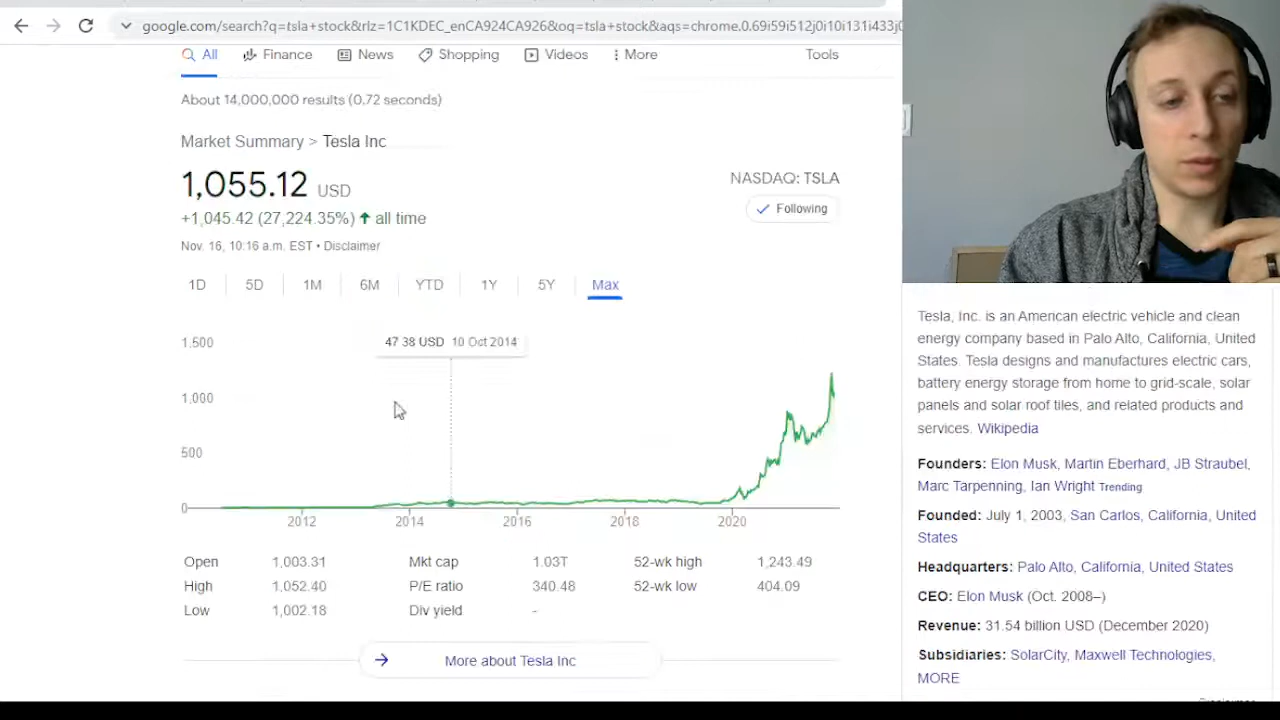 google.com/search?q=tsla+stock&rlz=1C1KDEC_enCA924CA926&oq=tsla+stock&aqs=chrome.0.69i59i512j0i10i131i433j0
All
Finance
News
Shopping
Videos
More
Tools
About 14,000,000 results (0.72 seconds)
Market Summary > Tesla Inc
1,055.12 USD
NASDAQ: TSLA
+1,045.42 (27,224.35%) ↑ all time
Following
Nov. 16, 10:16 a.m. EST • Disclaimer
1D
5D
1M
6M
YTD
1Y
5Y
Max
47.38 USD 10 Oct 2014
1,500
1,000
500
0
2012
2014
2016
2018
2020
Open 1,003.31 Mkt cap 1.03T 52-wk high 1,243.49
High 1,052.40 P/E ratio 340.48 52-wk low 404.09
Low 1,002.18 Div yield -
More about Tesla Inc
Tesla, Inc. is an American electric vehicle and clean
energy company based in Palo Alto, California, United
States. Tesla designs and manufactures electric cars,
battery energy storage from home to grid-scale, solar
panels and solar roof tiles, and related products and
services. Wikipedia
Founders: Elon Musk, Martin Eberhard, JB Straubel,
Marc Tarpenning, Ian Wright Trending
Founded: July 1, 2003, San Carlos, California, United
States
Headquarters: Palo Alto, California, United States
CEO: Elon Musk (Oct. 2008–)
Revenue: 31.54 billion USD (December 2020)
Subsidiaries: SolarCity, Maxwell Technologies,
MORE